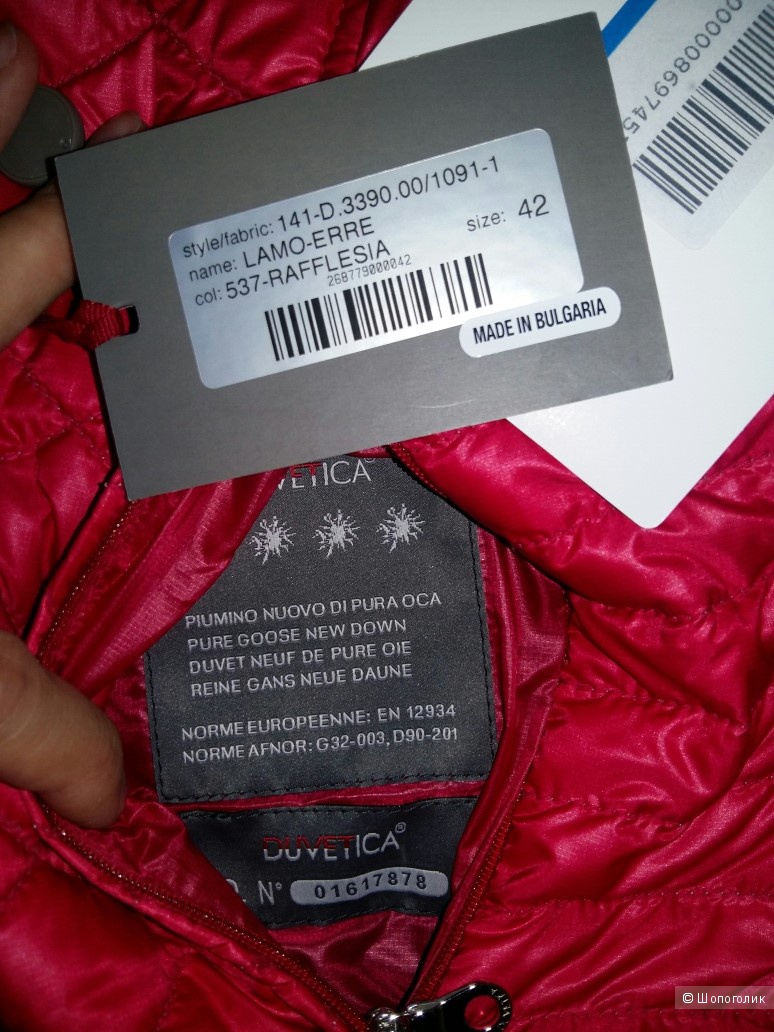 style/fabric: 141-D.3390.00/1091-1
name: LAMO-ERRE
size: 42
col: 537-RAFFLESIA
268779000042
MADE IN BULGARIA
VETICA
PIUMINO NUOVO DI PURA OCA
PURE GOOSE NEW DOWN
DUVET NEUF DE PURE OIE
REINE GANS NEUE DAUNE
NORME EUROPEENNE: EN 12934
NORME AFNOR: G32-003, D90-201
DUVETICA®
N° 01617878
© Шопоголик